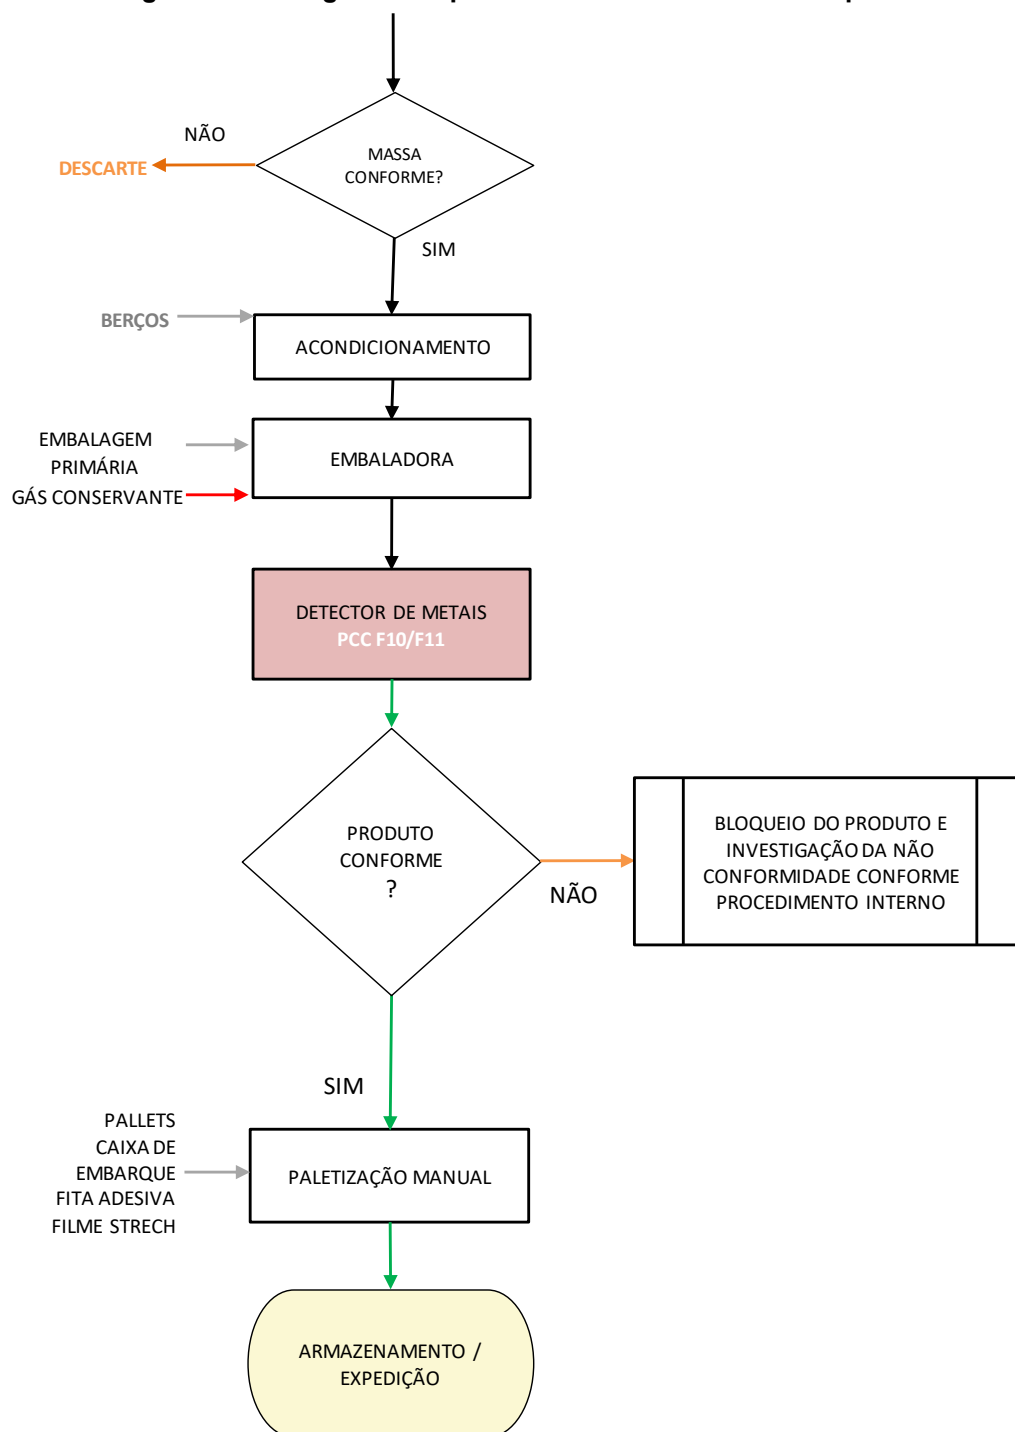 NÃO
MASSA
CONFORME?
DESCARTE
SIM
BERÇOS
ACONDICIONAMENTO
EMBALAGEM
PRIMÁRIA
EMBALADORA
GÁS CONSERVANTE
DETECTOR DE METAIS
PCC F10/F11
PRODUTO
CONFORME
?
NÃO
BLOQUEIO DO PRODUTO E
INVESTIGAÇÃO DA NÃO
CONFORMIDADE CONFORME
PROCEDIMENTO INTERNO
SIM
PALLETS
CAIXA DE
EMBARQUE
FITA ADESIVA
FILME STRECH
PALETIZAÇÃO MANUAL
ARMAZENAMENTO /
EXPEDIÇÃO